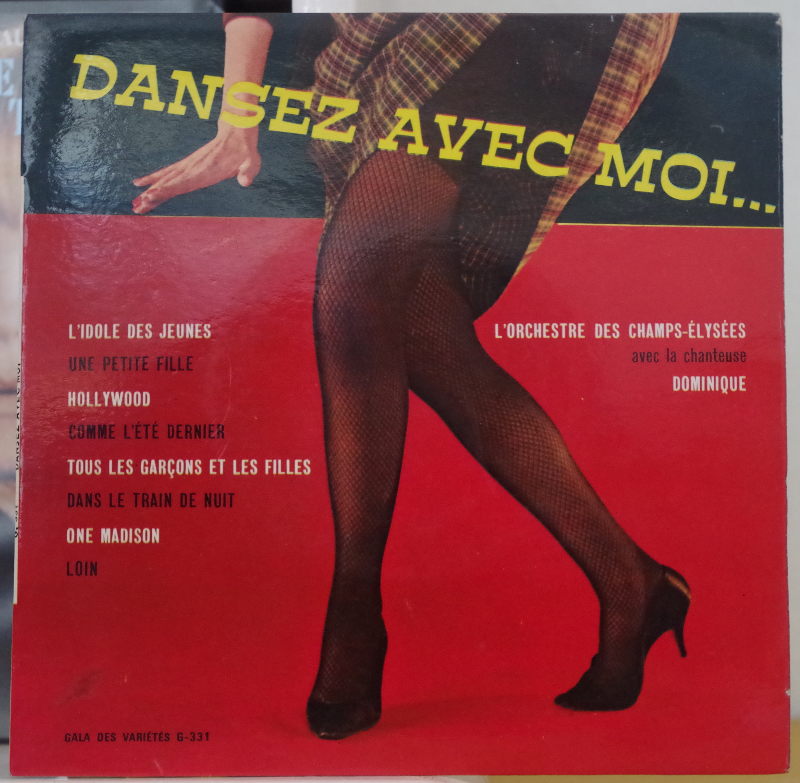 DANSEZ AVEC MOI...
L'IDOLE DES JEUNES
UNE PETITE FILLE
HOLLYWOOD
COMME L'ÉTÉ DERNIER
TOUS LES GARÇONS ET LES FILLES
DANS LE TRAIN DE NUIT
ONE MADISON
LOIN
L'ORCHESTRE DES CHAMPS-ÉLYSÉES
avec la chanteuse
DOMINIQUE
GALA DES VARIÉTÉS G-331